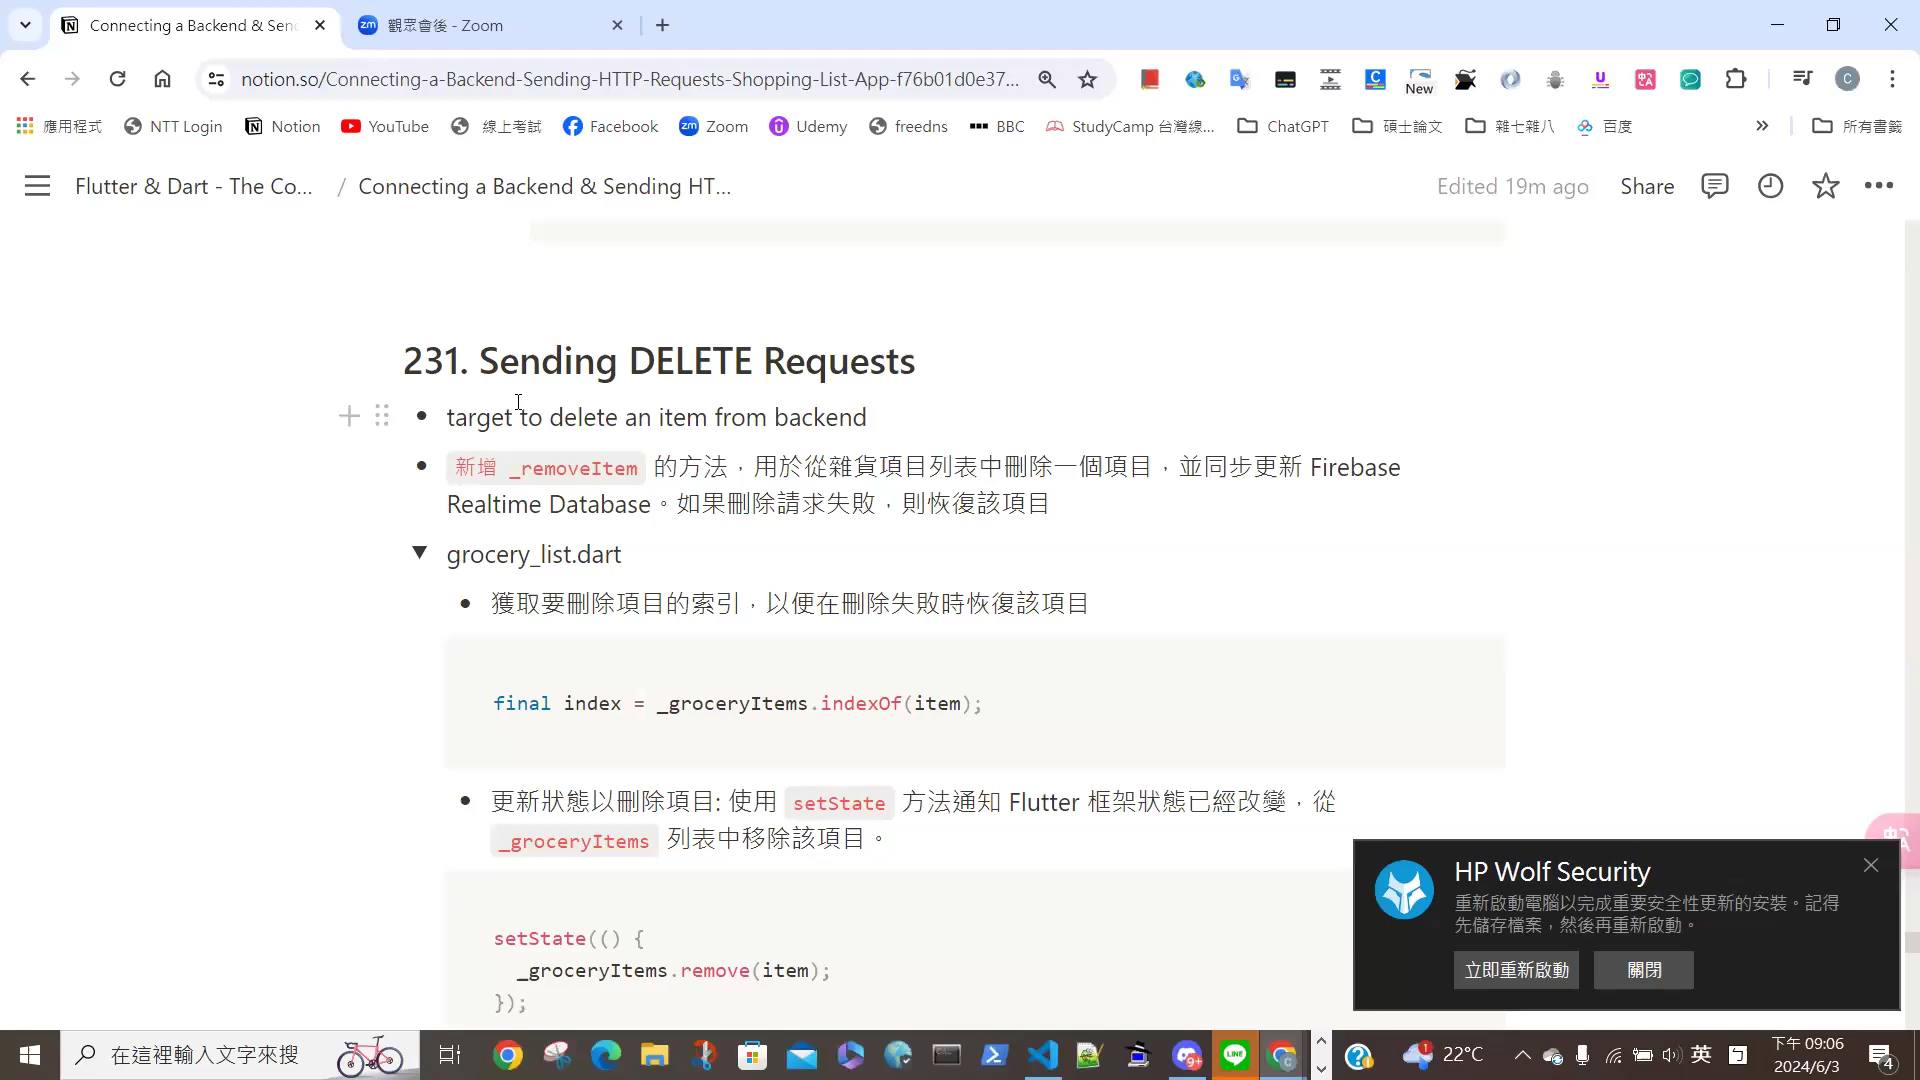 Connecting a Backend & Senc
zm 觀眾會後 - Zoom
notion.so/Connecting-a-Backend-Sending-HTTP-Requests-Shopping-List-App-f76b01d0e37...
New
C
應用程式
NTT Login
Notion
YouTube
線上考試
Facebook
zm Zoom
Udemy
freedns
BBC
StudyCamp 台灣線...
ChatGPT
碩士論文
雜七雜八
百度
所有書籤
Flutter & Dart - The Co... / Connecting a Backend & Sending HT...
Edited 19m ago
Share
231. Sending DELETE Requests
target to delete an item from backend
新增 _removeItem 的方法，用於從雜貨項目列表中刪除一個項目，並同步更新 Firebase
Realtime Database。如果刪除請求失敗，則恢復該項目
grocery_list.dart
獲取要刪除項目的索引，以便在刪除失敗時恢復該項目
final index = _groceryItems.indexOf(item);
更新狀態以刪除項目: 使用 setState 方法通知 Flutter 框架狀態已經改變，從
_groceryItems 列表中移除該項目。
setState(() {
_groceryItems.remove(item);
});
HP Wolf Security
重新啟動電腦以完成重要安全性更新的安裝。記得
先儲存檔案，然後再重新啟動。
立即重新啟動
關閉
在這裡輸入文字來搜
9+
LINE
1
22°C
英
下午 09:06
2024/6/3
4